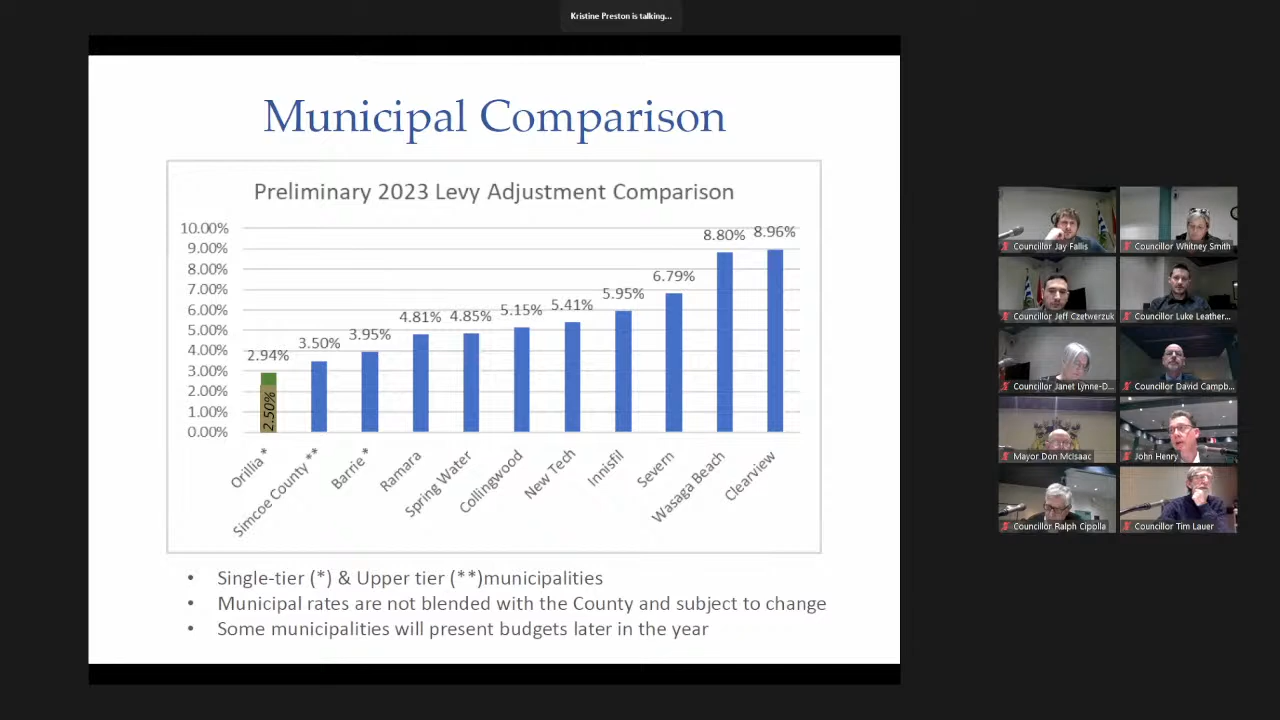 Kristine Preston is talking...
Municipal Comparison
Preliminary 2023 Levy Adjustment Comparison
10.00%
9.00%
8.00%
7.00%
6.00%
5.00%
4.00%
3.00%
2.00%
1.00%
0.00%
2.94%
2.50%
3.50%
3.95%
4.81%
4.85%
5.15%
5.41%
5.95%
6.79%
8.80%
8.96%
Orillia *
Simcoe County **
Barrie*
Ramara
Spring Water
Collingwood
New Tech
Innisfil
Severn
Wasaga Beach
Clearview
• Single-tier (*) & Upper tier (**)municipalities
• Municipal rates are not blended with the County and subject to change
• Some municipalities will present budgets later in the year
Councillor Jay Fallis
Councillor Whitney Smith
Councillor Jeff Czetwerzuk
Councillor Luke Leather...
Councillor Janet Lynne-D...
Councillor David Campb...
Mayor Don McIsaac
John Henry
Councillor Ralph Cipolla
Councillor Tim Lauer